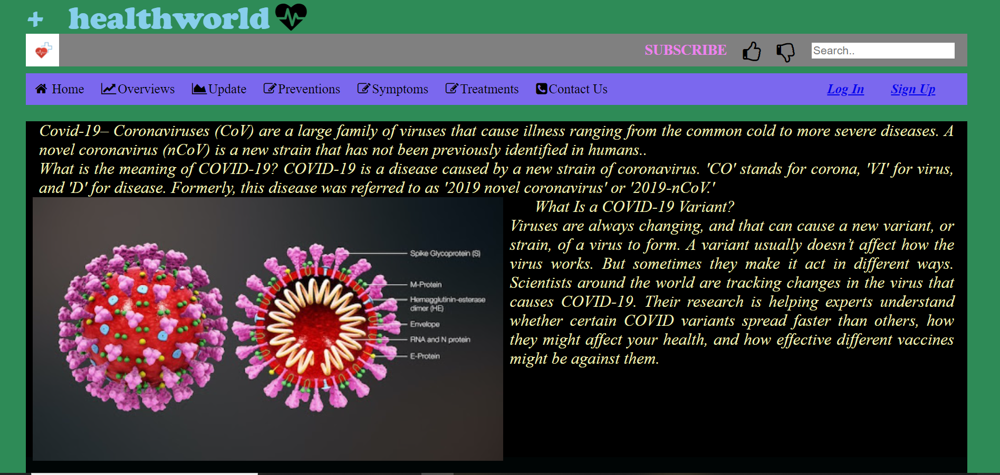 + healthworld
SUBSCRIBE Search..
Home Overviews Update Preventions Symptoms Treatments Contact Us Log In Sign Up
Covid-19– Coronaviruses (CoV) are a large family of viruses that cause illness ranging from the common cold to more severe diseases. A
novel coronavirus (nCoV) is a new strain that has not been previously identified in humans..
What is the meaning of COVID-19? COVID-19 is a disease caused by a new strain of coronavirus. 'CO' stands for corona, 'VI' for virus,
and 'D' for disease. Formerly, this disease was referred to as '2019 novel coronavirus' or '2019-nCoV.'
Spike Glycoprotein (S)
M-Protein
Hemagglutinin-esterase
dimer (HE)
Envelope
RNA and N protein
E-Protein
What Is a COVID-19 Variant?
Viruses are always changing, and that can cause a new variant, or
strain, of a virus to form. A variant usually doesn’t affect how the
virus works. But sometimes they make it act in different ways.
Scientists around the world are tracking changes in the virus that
causes COVID-19. Their research is helping experts understand
whether certain COVID variants spread faster than others, how
they might affect your health, and how effective different vaccines
might be against them.